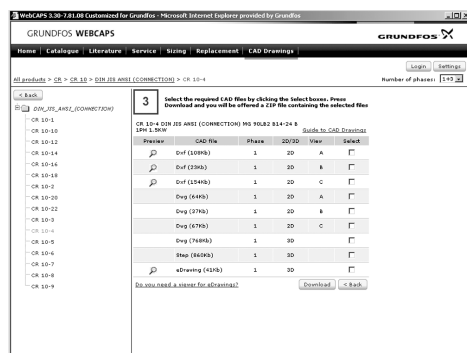 WebCAPS 3.30-7.81.08 Customized for Grundfos - Microsoft Internet Explorer provided by Grundfos
GRUNDFOS WEBCAPS
GRUNDFOS
Home | Catalogue | Literature | Service | Sizing | Replacement | CAD Drawings
Login Settings
All products > CR > CR 10 > DIN JIS ANSI (CONNECTION) > CR 10-4
Number of phases: 1+3
< Back
DIN_JIS_ANSI_(CONNECTION)
CR 10-1
CR 10-10
CR 10-12
CR 10-14
CR 10-16
CR 10-18
CR 10-2
CR 10-20
CR 10-22
CR 10-3
CR 10-4
CR 10-5
CR 10-6
CR 10-7
CR 10-8
CR 10-9
3
Select the required CAD files by clicking the Select boxes. Press
Download and you will be offered a ZIP file containing the selected files
CR 10-4 DIN JIS ANSI (CONNECTION) MG 90LB2 B14-24 B
1PH 1.5KW
Guide to CAD Drawings
Preview CAD file Phase 2D/3D View Select
Dxf (108Kb) 1 2D A
Dxf (23Kb) 1 2D B
Dxf (154Kb) 1 2D C
Dwg (64Kb) 1 2D A
Dwg (37Kb) 1 2D B
Dwg (67Kb) 1 2D C
Dwg (768Kb) 1 3D
Step (860Kb) 1 3D
eDrawing (41Kb) 1 3D
Do you need a viewer for eDrawings?
Download < Back